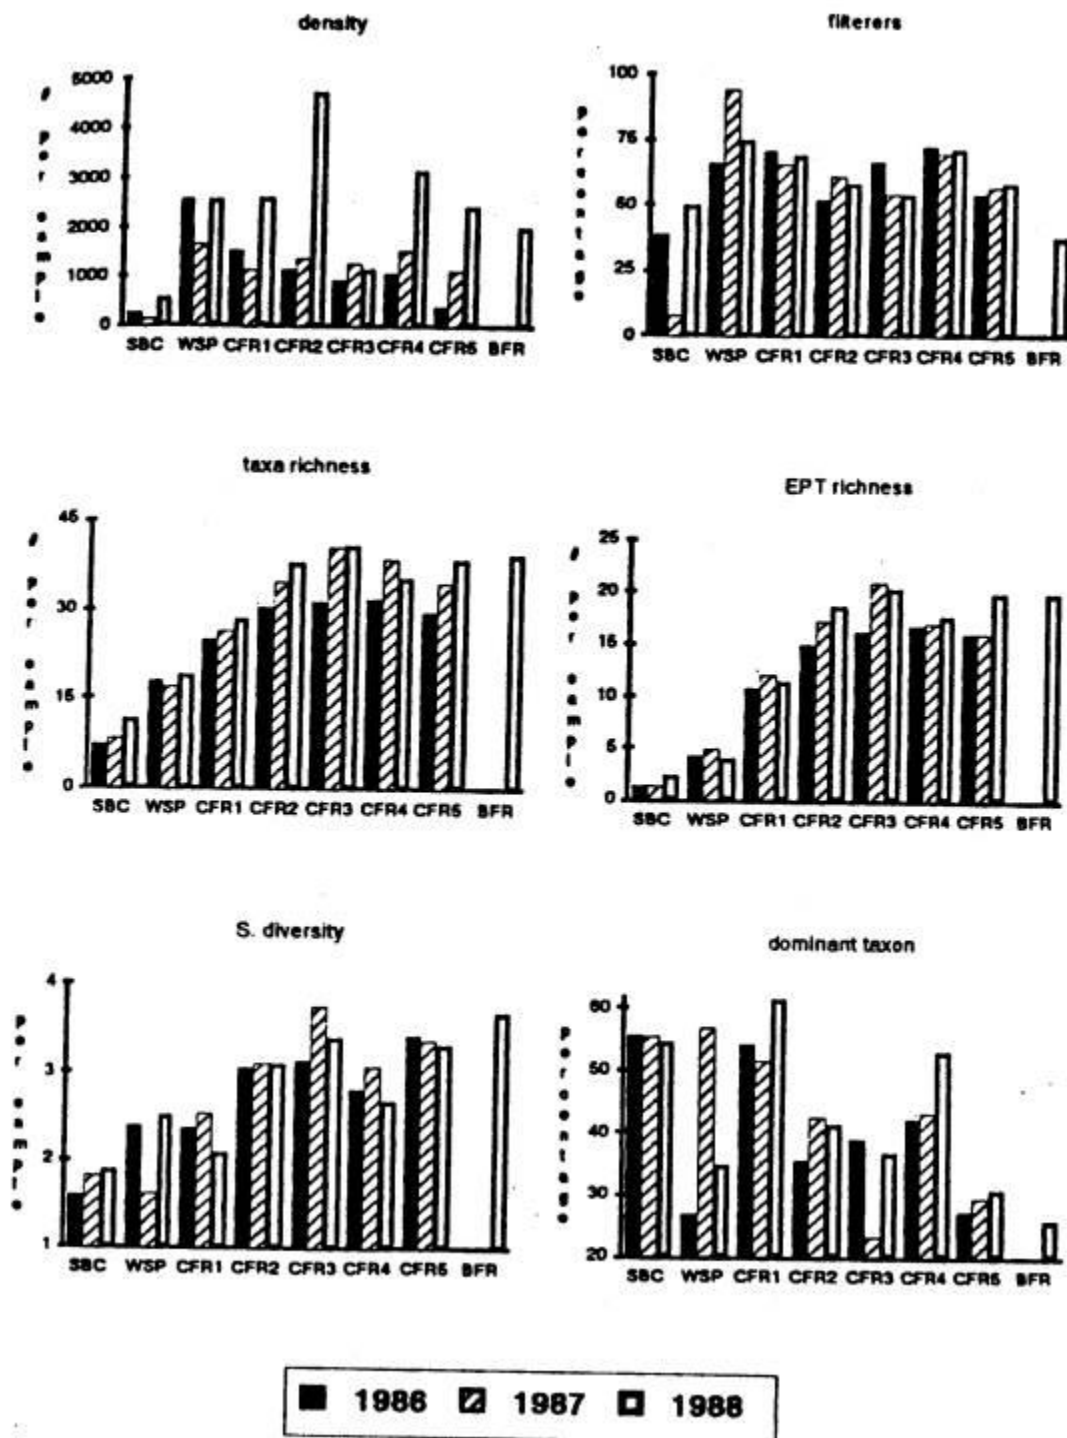 density
# per sample
5000
4000
3000
2000
1000
0
SBC WSP CFR1 CFR2 CFR3 CFR4 CFR5 BFR
filterers
percentage
100
75
50
25
0
SBC WSP CFR1 CFR2 CFR3 CFR4 CFR5 BFR
taxa richness
# per sample
45
30
15
0
SBC WSP CFR1 CFR2 CFR3 CFR4 CFR5 BFR
EPT richness
# per sample
25
20
15
10
5
0
SBC WSP CFR1 CFR2 CFR3 CFR4 CFR5 BFR
S. diversity
per sample
4
3
2
1
SBC WSP CFR1 CFR2 CFR3 CFR4 CFR5 BFR
dominant taxon
percentage
60
50
40
30
20
SBC WSP CFR1 CFR2 CFR3 CFR4 CFR5 BFR
1986 1987 1988